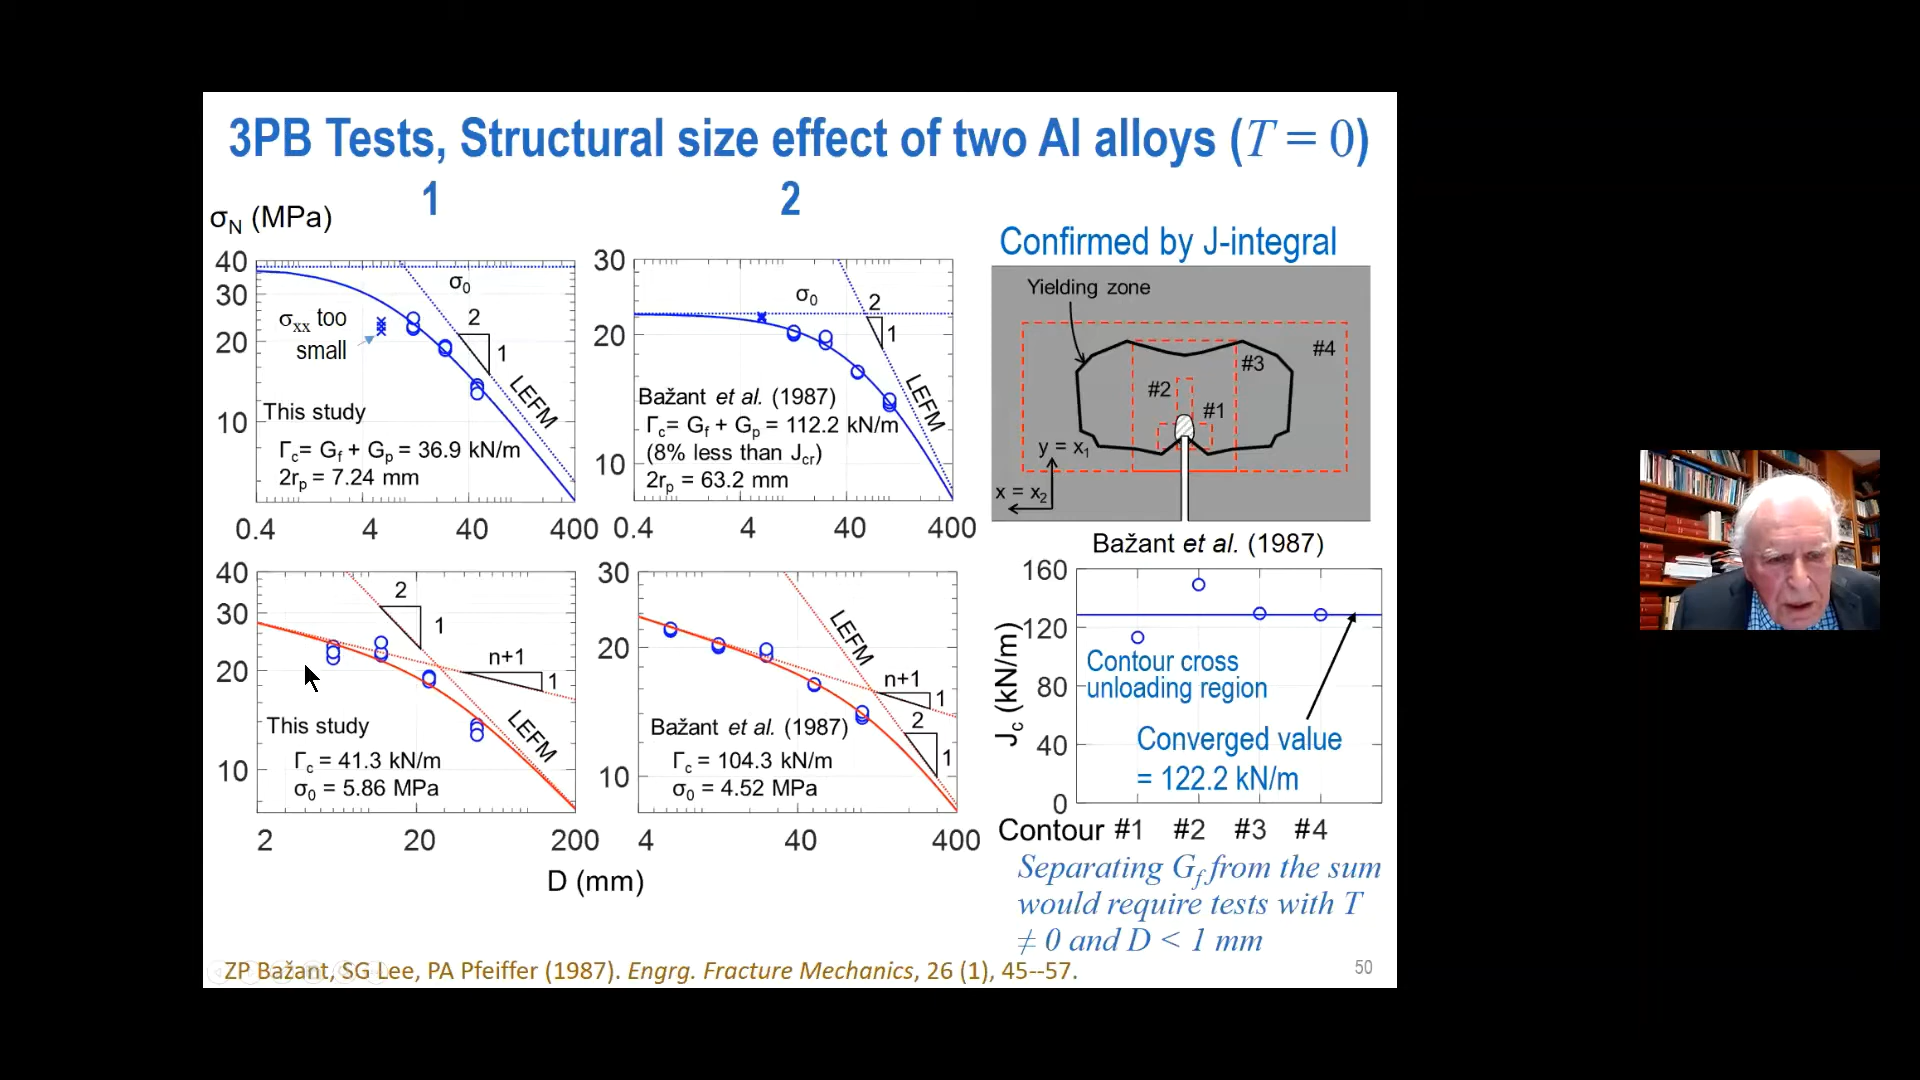 3PB Tests, Structural size effect of two Al alloys (T = 0)
1
2
σN (MPa)
40
30
20
10
σ0
2
1
LEFM
σxx too
small
This study
Γc= Gf + Gp = 36.9 kN/m
2rp = 7.24 mm
0.4
4
40
400
30
20
10
σ0
2
1
LEFM
Bažant et al. (1987)
Γc= Gf + Gp = 112.2 kN/m
(8% less than Jcr)
2rp = 63.2 mm
0.4
4
40
400
Confirmed by J-integral
Yielding zone
#4
#3
#2
#1
y = x1
x = x2
Bažant et al. (1987)
40
30
20
10
2
1
n+1
1
LEFM
This study
Γc = 41.3 kN/m
σ0 = 5.86 MPa
2
20
200
30
20
10
LEFM
n+1
1
2
1
Bažant et al. (1987)
Γc = 104.3 kN/m
σ0 = 4.52 MPa
4
40
400
D (mm)
160
120
80
40
0
Jc (kN/m)
Contour cross
unloading region
Converged value
= 122.2 kN/m
Contour #1 #2 #3 #4
Separating Gf from the sum
would require tests with T
≠ 0 and D < 1 mm
ZP Bažant, SG Lee, PA Pfeiffer (1987). Engrg. Fracture Mechanics, 26 (1), 45--57.
50